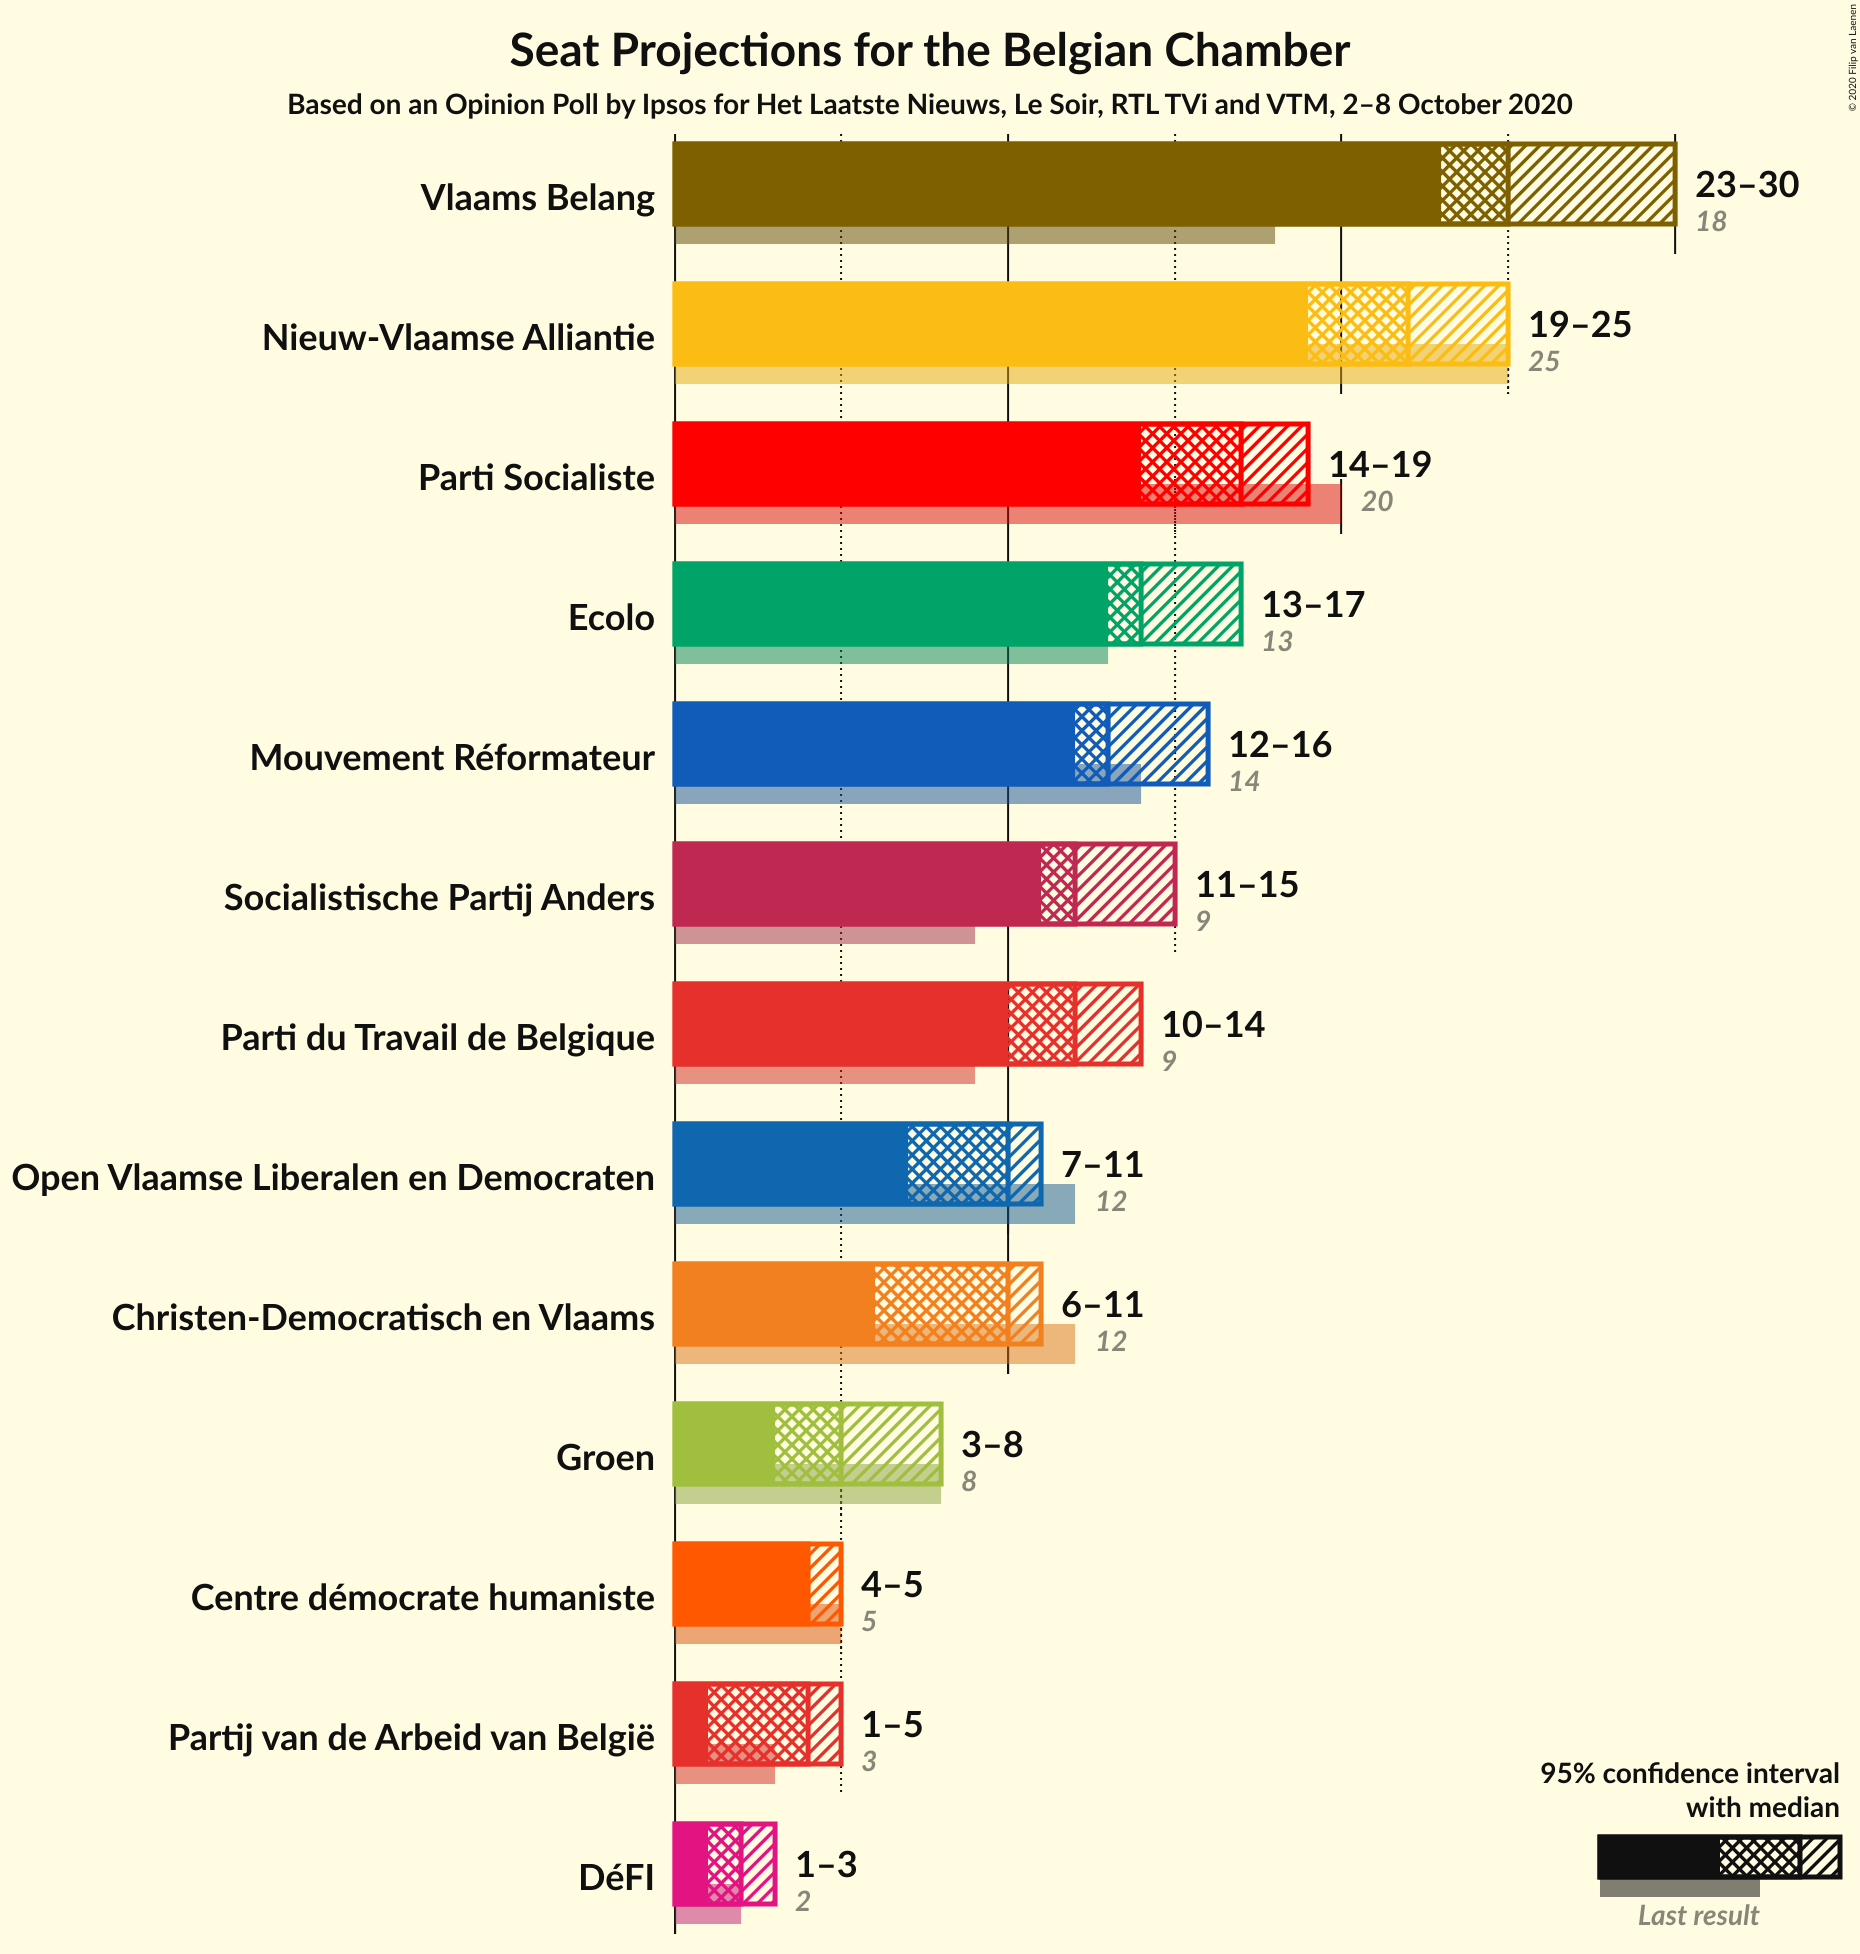 Seat Projections for the Belgian Chamber
Based on an Opinion Poll by Ipsos for Het Laatste Nieuws, Le Soir, RTL TVi and VTM, 2–8 October 2020
© 2020 Filip van Laenen
Vlaams Belang
23–30
18
Nieuw-Vlaamse Alliantie
19–25
25
Parti Socialiste
14–19
20
Ecolo
13–17
13
Mouvement Réformateur
12–16
14
Socialistische Partij Anders
11–15
9
Parti du Travail de Belgique
10–14
9
Open Vlaamse Liberalen en Democraten
7–11
12
Christen-Democratisch en Vlaams
6–11
12
Groen
3–8
8
Centre démocrate humaniste
4–5
5
Partij van de Arbeid van België
1–5
3
DéFI
1–3
2
95% confidence interval
with median
Last result